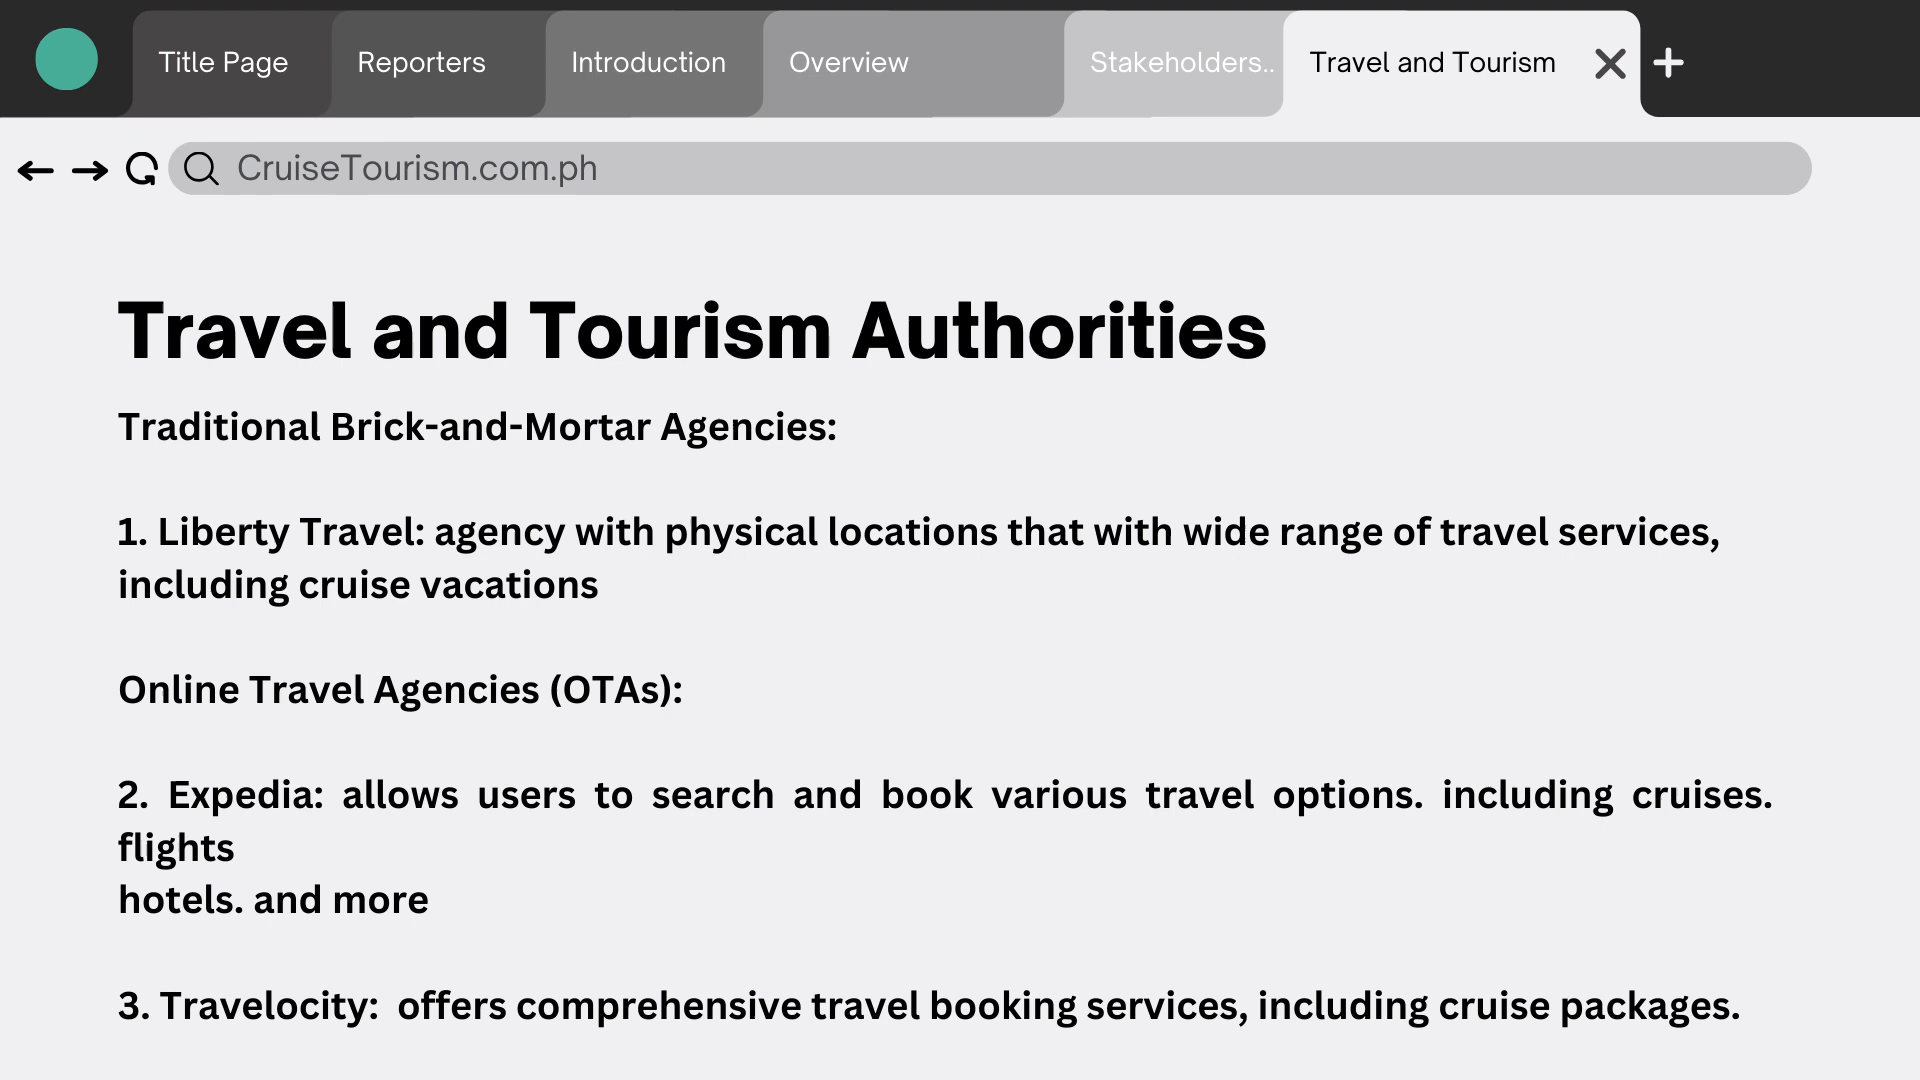 Title Page
Reporters
Introduction
Overview
Stakeholders..
Travel and Tourism
CruiseTourism.com.ph
Travel and Tourism Authorities
Traditional Brick-and-Mortar Agencies:
1. Liberty Travel: agency with physical locations that with wide range of travel services,
including cruise vacations
Online Travel Agencies (OTAs):
2. Expedia: allows users to search and book various travel options. including cruises.
flights
hotels. and more
3. Travelocity: offers comprehensive travel booking services, including cruise packages.